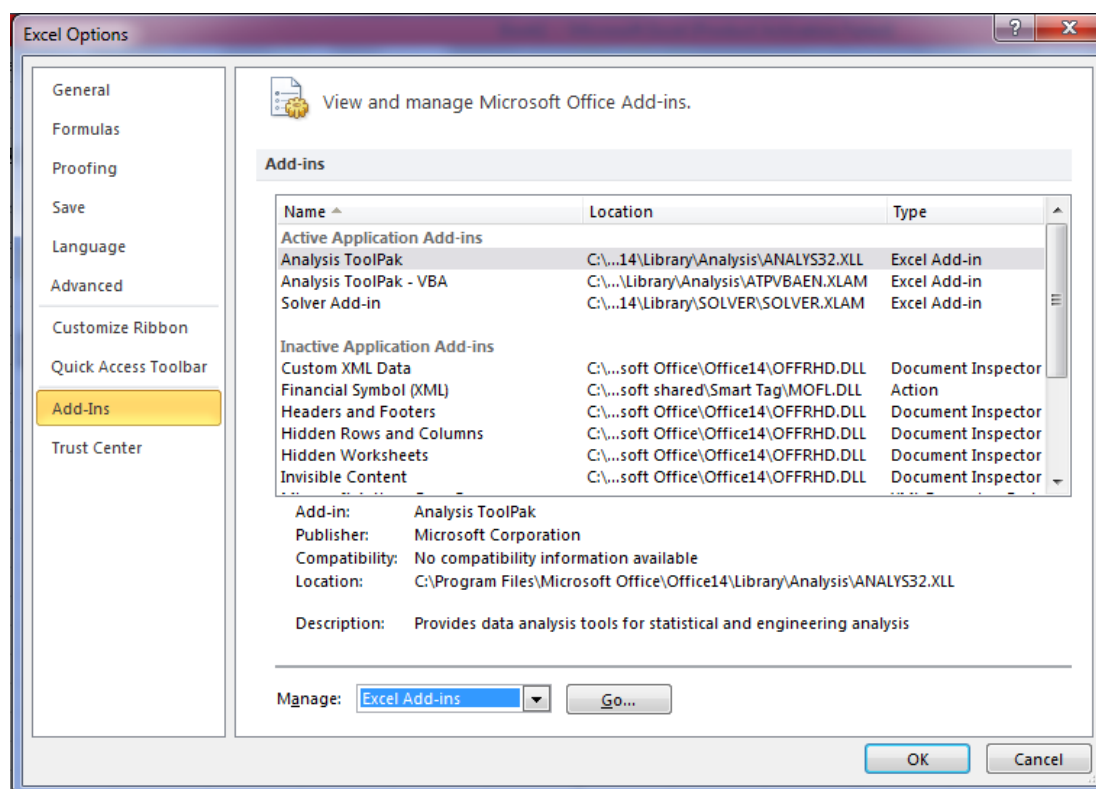 Excel Options
General
Formulas
Proofing
Save
Language
Advanced
Customize Ribbon
Quick Access Toolbar
Add-Ins
Trust Center
View and manage Microsoft Office Add-ins.
Add-ins
Name Location Type
Active Application Add-ins
Analysis ToolPak C:\...14\Library\Analysis\ANALYS32.XLL Excel Add-in
Analysis ToolPak - VBA C:\...\Library\Analysis\ATPVBAEN.XLAM Excel Add-in
Solver Add-in C:\...14\Library\SOLVER\SOLVER.XLAM Excel Add-in
Inactive Application Add-ins
Custom XML Data C:\...soft Office\Office14\OFFRHD.DLL Document Inspector
Financial Symbol (XML) C:\...soft shared\Smart Tag\MOFL.DLL Action
Headers and Footers C:\...soft Office\Office14\OFFRHD.DLL Document Inspector
Hidden Rows and Columns C:\...soft Office\Office14\OFFRHD.DLL Document Inspector
Hidden Worksheets C:\...soft Office\Office14\OFFRHD.DLL Document Inspector
Invisible Content C:\...soft Office\Office14\OFFRHD.DLL Document Inspector
Add-in: Analysis ToolPak
Publisher: Microsoft Corporation
Compatibility: No compatibility information available
Location: C:\Program Files\Microsoft Office\Office14\Library\Analysis\ANALYS32.XLL
Description: Provides data analysis tools for statistical and engineering analysis
Manage: Excel Add-ins Go...
OK Cancel